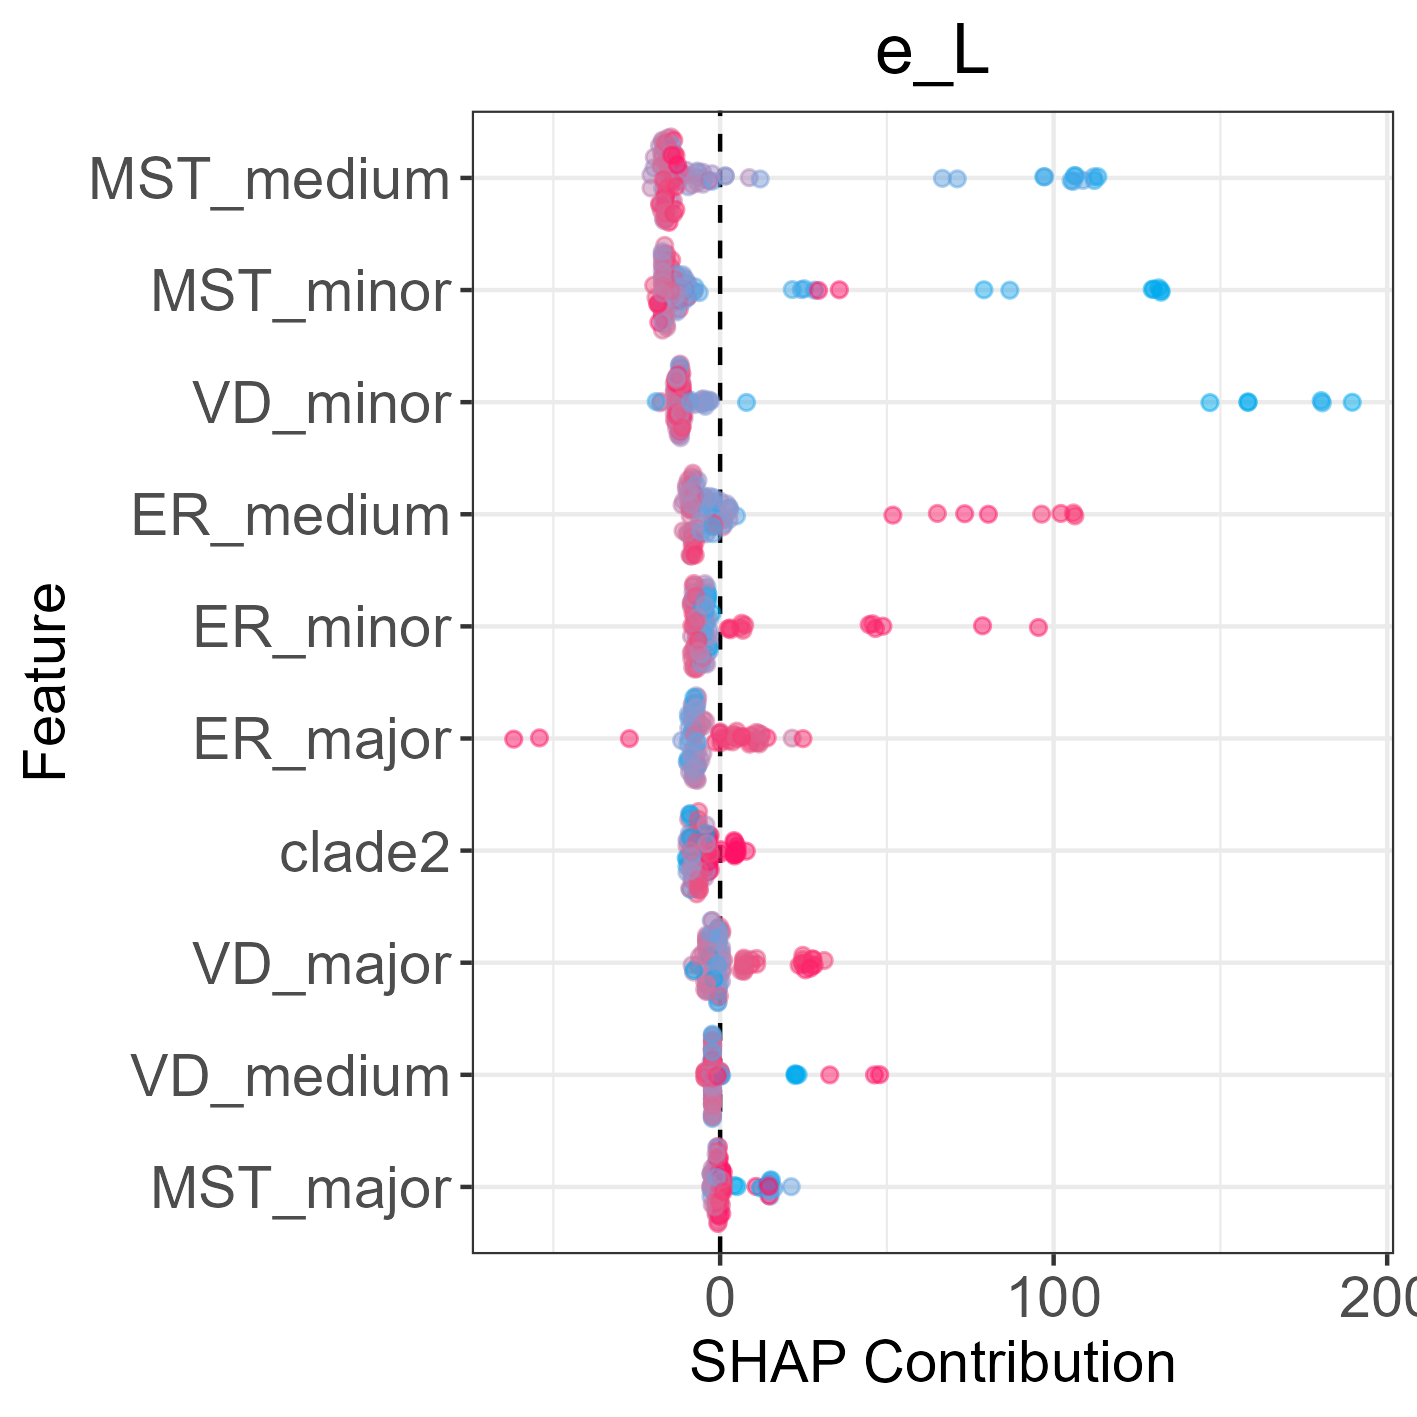 e_L
MST_medium
MST_minor
VD_minor
ER_medium
ER_minor
ER_major
clade2
VD_major
VD_medium
MST_major
Feature
0 100 200
SHAP Contribution